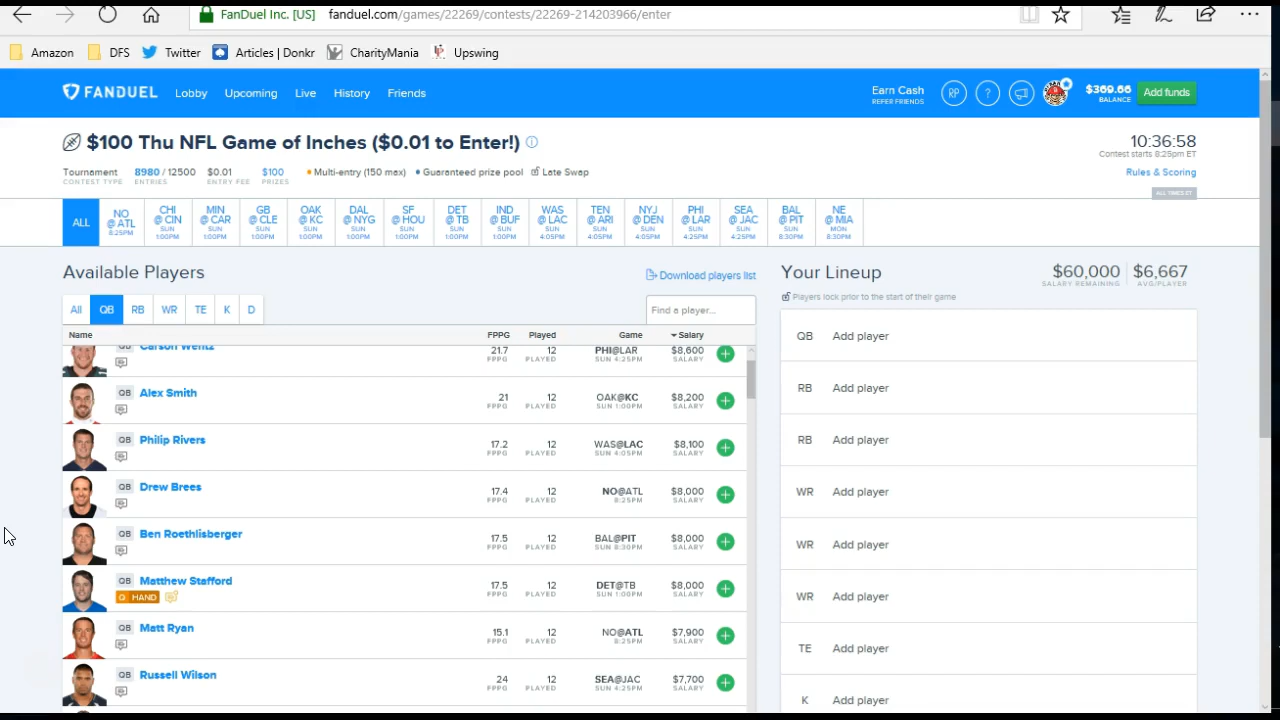 FanDuel Inc. [US] fanduel.com/games/22269/contests/22269-214203966/enter
Amazon DFS Twitter Articles | Donkr CharityMania Upswing
FANDUEL Lobby Upcoming Live History Friends Earn Cash REFER FRIENDS RP ? $369.66 BALANCE Add funds
$100 Thu NFL Game of Inches ($0.01 to Enter!)
10:36:58
Contest starts 8:25pm ET
Tournament 8980 / 12500 $0.01 $100 Multi-entry (150 max) Guaranteed prize pool Late Swap Rules & Scoring
CONTEST TYPE ENTRIES ENTRY FEE PRIZES
ALL TIMES ET
ALL
NO @ ATL 8:25PM
CHI @ CIN SUN 1:00PM
MIN @ CAR SUN 1:00PM
GB @ CLE SUN 1:00PM
OAK @ KC SUN 1:00PM
DAL @ NYG SUN 1:00PM
SF @ HOU SUN 1:00PM
DET @ TB SUN 1:00PM
IND @ BUF SUN 1:00PM
WAS @ LAC SUN 4:05PM
TEN @ ARI SUN 4:05PM
NYJ @ DEN SUN 4:05PM
PHI @ LAR SUN 4:25PM
SEA @ JAC SUN 4:25PM
BAL @ PIT SUN 8:30PM
NE @ MIA MON 8:30PM
Available Players
Download players list
All QB RB WR TE K D
Find a player...
Name FPPG Played Game Salary
QB Carson Wentz 21.7 12 PHI@LAR $8,600
FPPG PLAYED SUN 4:25PM SALARY
QB Alex Smith 21 12 OAK@KC $8,200
FPPG PLAYED SUN 1:00PM SALARY
QB Philip Rivers 17.2 12 WAS@LAC $8,100
FPPG PLAYED SUN 4:05PM SALARY
QB Drew Brees 17.4 12 NO@ATL $8,000
FPPG PLAYED 8:25PM SALARY
QB Ben Roethlisberger 17.5 12 BAL@PIT $8,000
FPPG PLAYED SUN 8:30PM SALARY
QB Matthew Stafford 17.5 12 DET@TB $8,000
Q HAND FPPG PLAYED SUN 1:00PM SALARY
QB Matt Ryan 15.1 12 NO@ATL $7,900
FPPG PLAYED 8:25PM SALARY
QB Russell Wilson 24 12 SEA@JAC $7,700
FPPG PLAYED SUN 4:25PM SALARY
Your Lineup $60,000 $6,667
SALARY REMAINING AVG/PLAYER
Players lock prior to the start of their game
QB Add player
RB Add player
RB Add player
WR Add player
WR Add player
WR Add player
TE Add player
K Add player